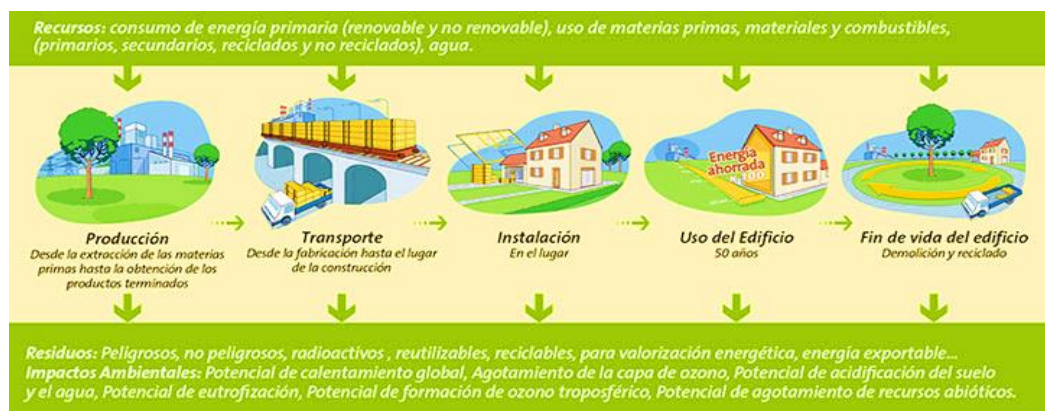 Recursos: consumo de energía primaria (renovable y no renovable), uso de materias primas, materiales y combustibles,
(primarios, secundarios, reciclados y no reciclados), agua.
Energía
ahorrada
x 100
Producción
Desde la extracción de las materias
primas hasta la obtención de los
productos terminados
Transporte
Desde la fabricación hasta el lugar
de la construcción
Instalación
En el lugar
Uso del Edificio
50 años
Fin de vida del edificio
Demolición y reciclado
Residuos: Peligrosos, no peligrosos, radioactivos , reutilizables, reciclables, para valorización energética, energía exportable...
Impactos Ambientales: Potencial de calentamiento global, Agotamiento de la capa de ozono, Potencial de acidificación del suelo
y el agua, Potencial de eutrofización, Potencial de formación de ozono troposférico, Potencial de agotamiento de recursos abióticos.